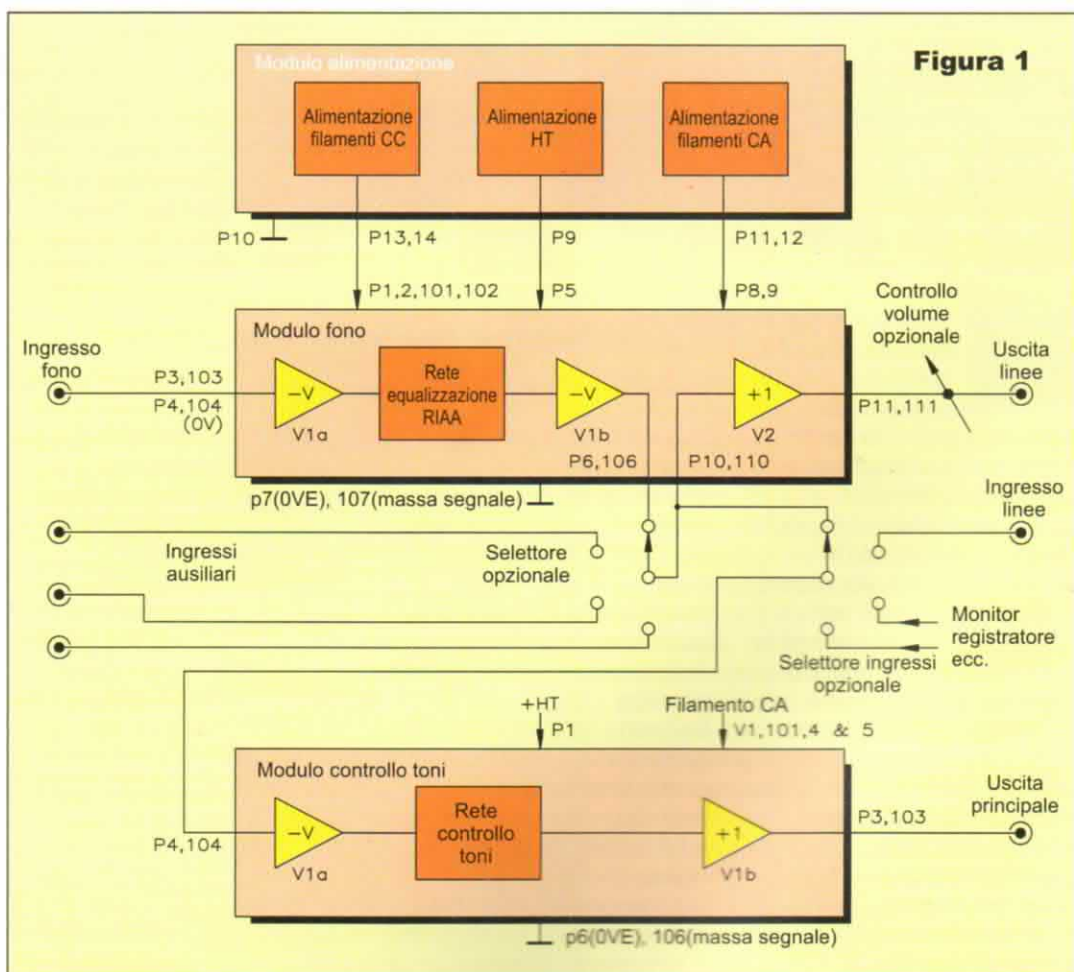 Figura 1
Modulo alimentazione
Alimentazione
filamenti CC
Alimentazione
HT
Alimentazione
filamenti CA
P10
P13,14
P9
P11,12
P1,2,101,102
P5
P8,9
Controllo
volume
opzionale
Ingresso
fono
Modulo fono
Uscita
linee
P3,103
P4,104
(0V)
−V
V1a
Rete
equalizzazione
RIAA
−V
V1b
+1
V2
P11,111
P6,106
P10,110
p7(0VE), 107(massa segnale)
Ingresso
linee
Ingressi
ausiliari
Selettore
opzionale
Monitor
registratore
ecc.
Selettore ingressi
opzionale
+HT
P1
Filamento CA
V1,101,4 & 5
Modulo controllo toni
Uscita
principale
P4,104
−V
V1a
Rete
controllo
toni
+1
V1b
P3,103
p6(0VE), 106(massa segnale)